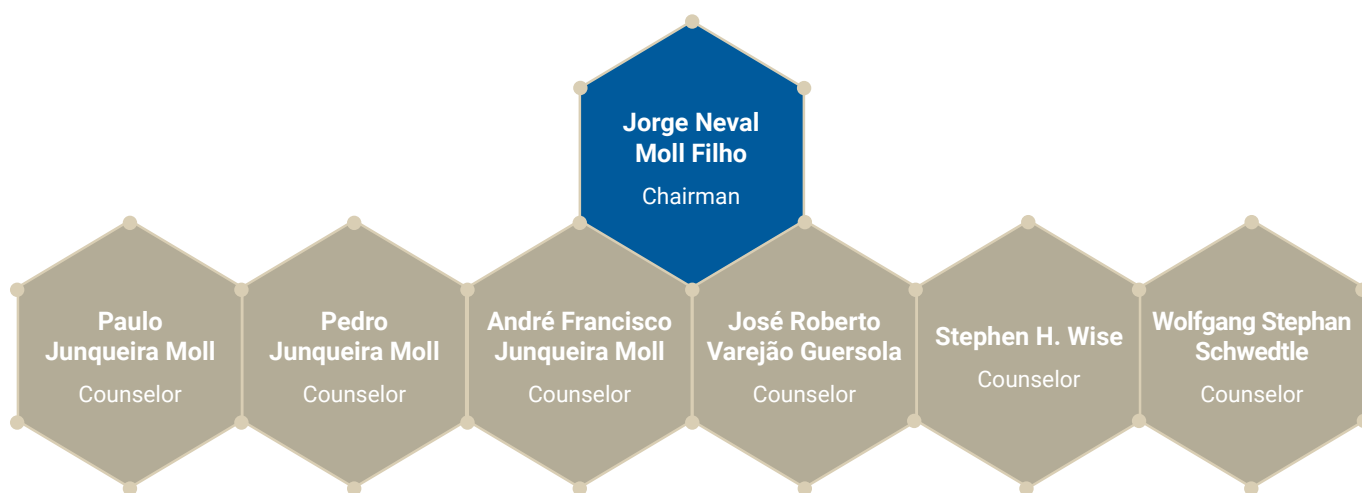 Jorge Neval
Moll Filho
Chairman
Paulo
Junqueira Moll
Counselor
Pedro
Junqueira Moll
Counselor
André Francisco
Junqueira Moll
Counselor
José Roberto
Varejão Guersola
Counselor
Stephen H. Wise
Counselor
Wolfgang Stephan
Schwedtle
Counselor